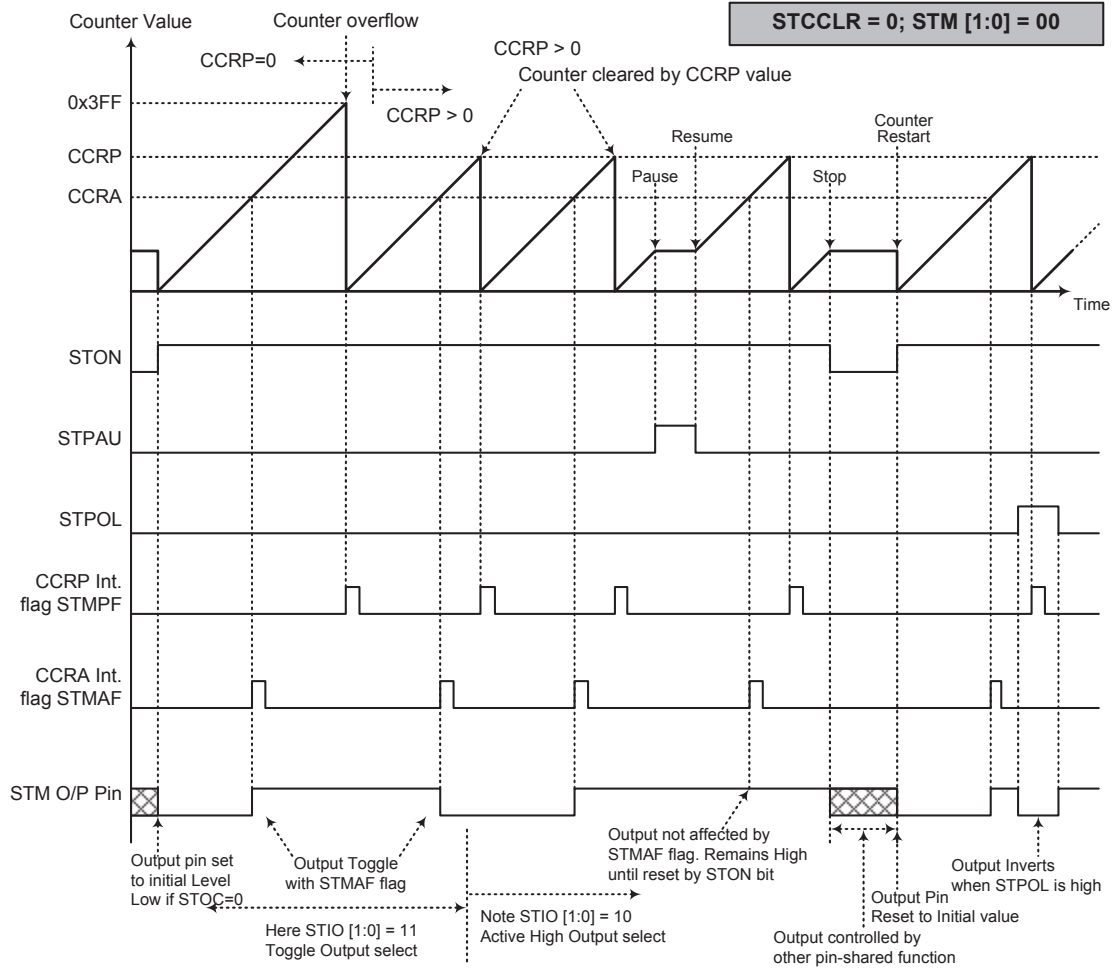 Counter Value
Counter overflow
STCCLR = 0; STM [1:0] = 00
CCRP=0
CCRP > 0
CCRP > 0
Counter cleared by CCRP value
0x3FF
CCRP
CCRA
Pause
Resume
Stop
Counter
Restart
Time
STON
STPAU
STPOL
CCRP Int.
flag STMPF
CCRA Int.
flag STMAF
STM O/P Pin
Output pin set
to initial Level
Low if STOC=0
Output Toggle
with STMAF flag
Here STIO [1:0] = 11
Toggle Output select
Note STIO [1:0] = 10
Active High Output select
Output not affected by
STMAF flag. Remains High
until reset by STON bit
Output controlled by
other pin-shared function
Output Pin
Reset to Initial value
Output Inverts
when STPOL is high